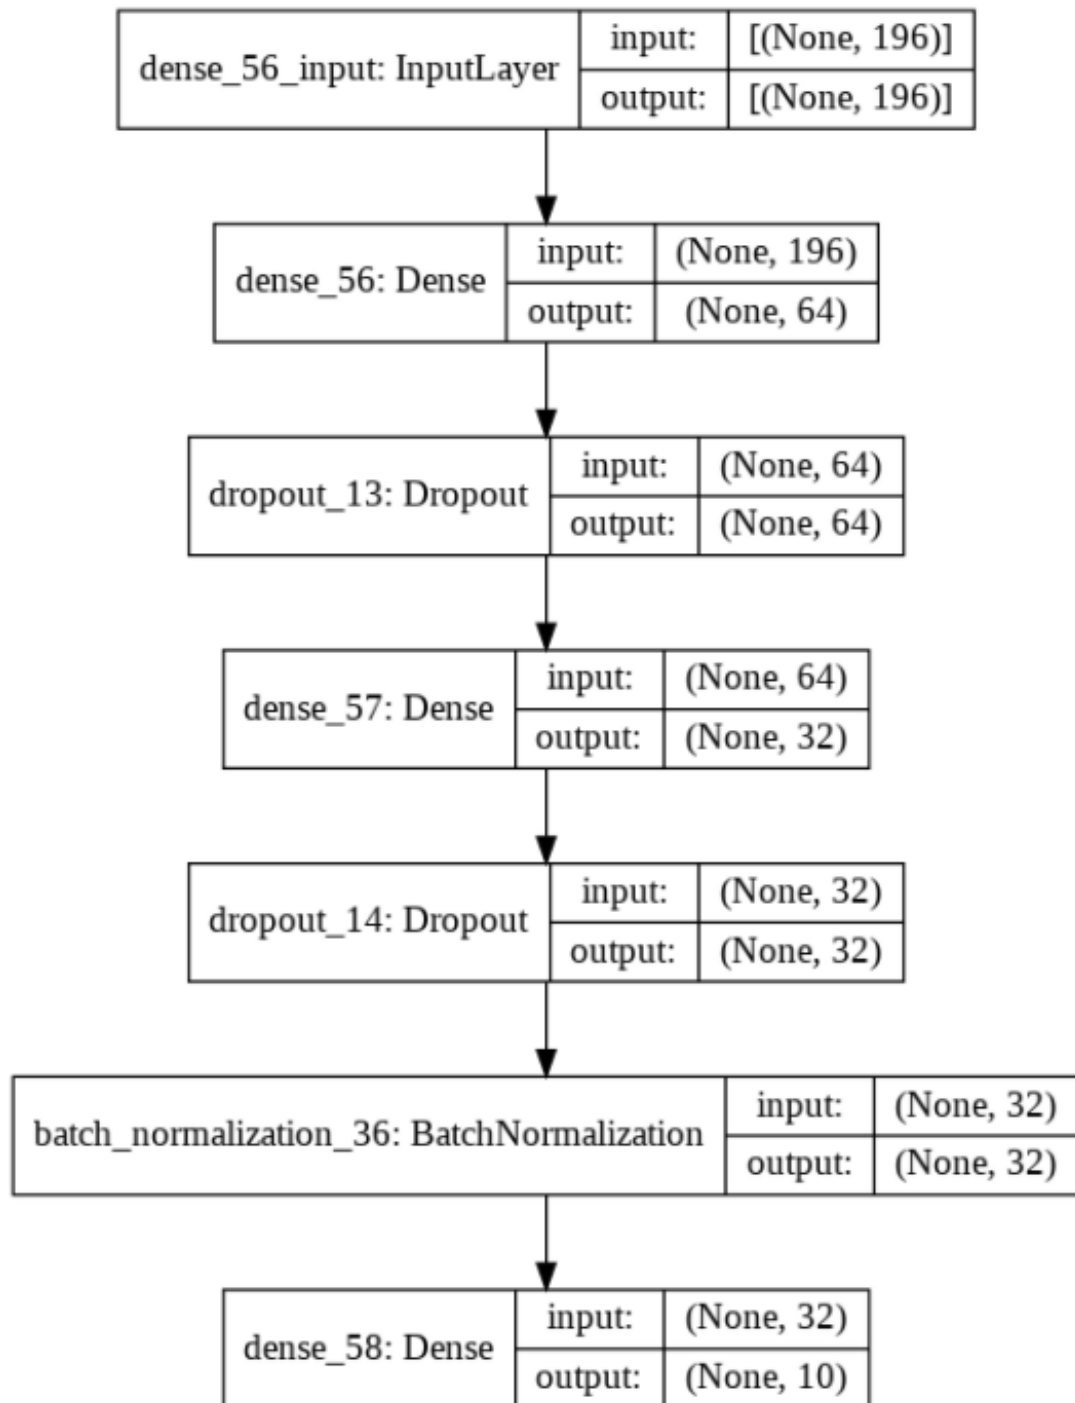 dense_56_input: InputLayer
input: [(None, 196)]
output: [(None, 196)]
dense_56: Dense
input: (None, 196)
output: (None, 64)
dropout_13: Dropout
input: (None, 64)
output: (None, 64)
dense_57: Dense
input: (None, 64)
output: (None, 32)
dropout_14: Dropout
input: (None, 32)
output: (None, 32)
batch_normalization_36: BatchNormalization
input: (None, 32)
output: (None, 32)
dense_58: Dense
input: (None, 32)
output: (None, 10)